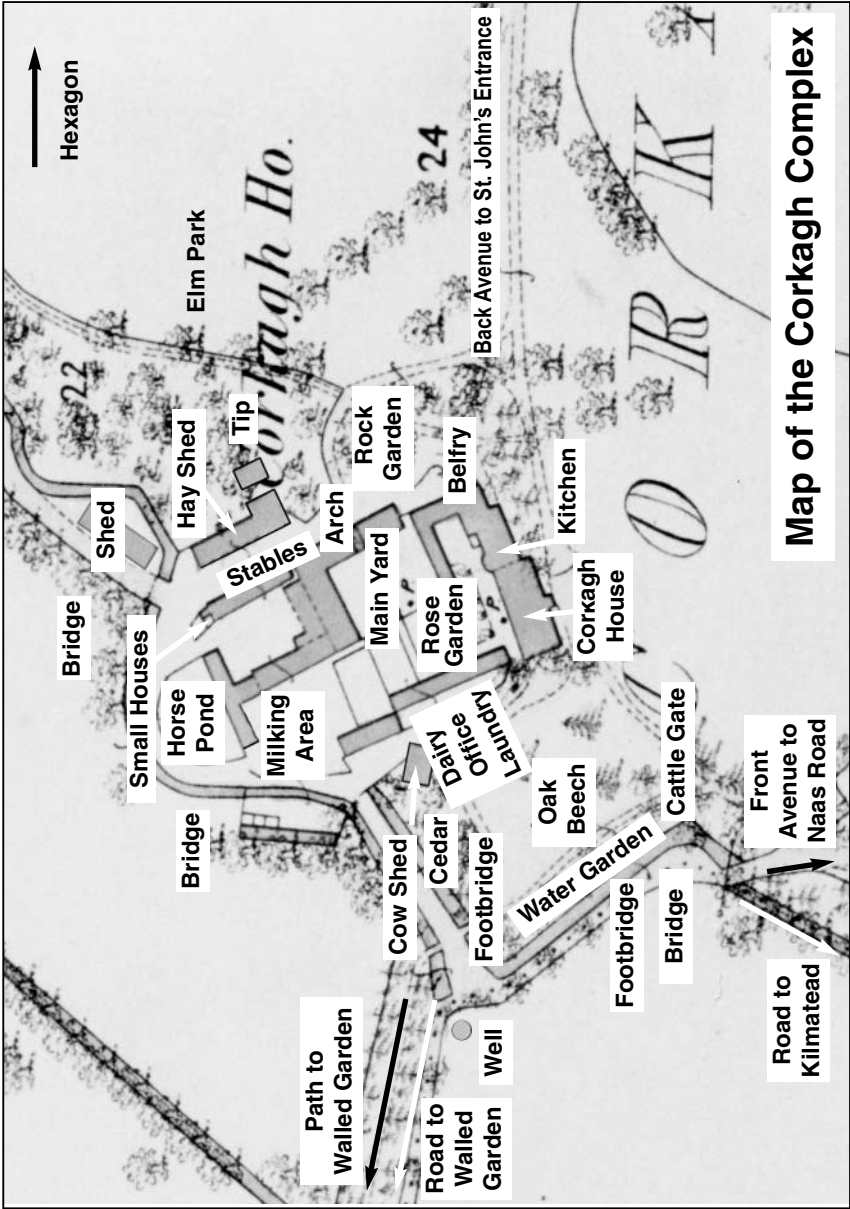 Hexagon
Elm Park
orkagh Ho.
24
22
Back Avenue to St. John's Entrance
Tip
Hay Shed
Shed
Stables
Arch
Rock
Garden
Belfry
Kitchen
Bridge
Small Houses
Main Yard
Rose
Garden
Corkagh
House
Horse
Pond
Milking
Area
Dairy
Office
Laundry
Oak
Beech
Cattle Gate
Front
Avenue to
Naas Road
Bridge
Cow Shed
Cedar
Footbridge
Water Garden
Footbridge
Bridge
Road to
Kilmatead
Path to
Walled Garden
Road to
Walled
Garden
Well
P
P
O R K
Map of the Corkagh Complex